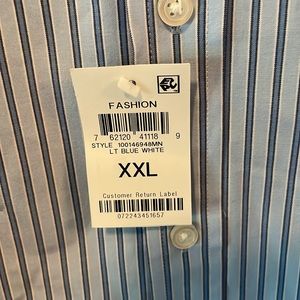 FASHION
7 62120 41118 9
STYLE 100146948MN
LT BLUE WHITE
XXL
Customer Return Label
072243451657